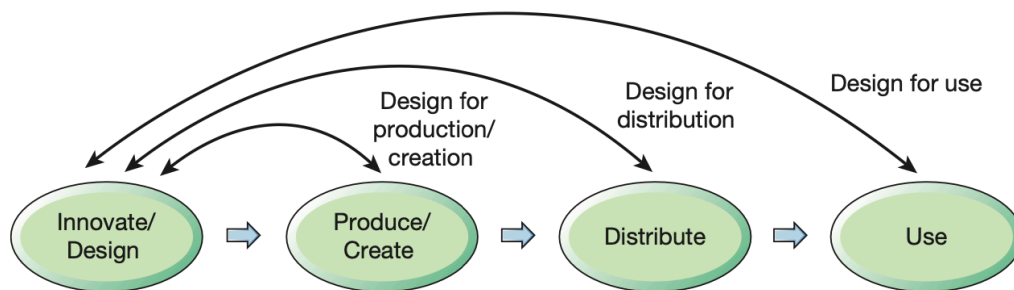 Design for use
Design for
distribution
Design for
production/
creation
Innovate/
Design
Produce/
Create
Distribute
Use